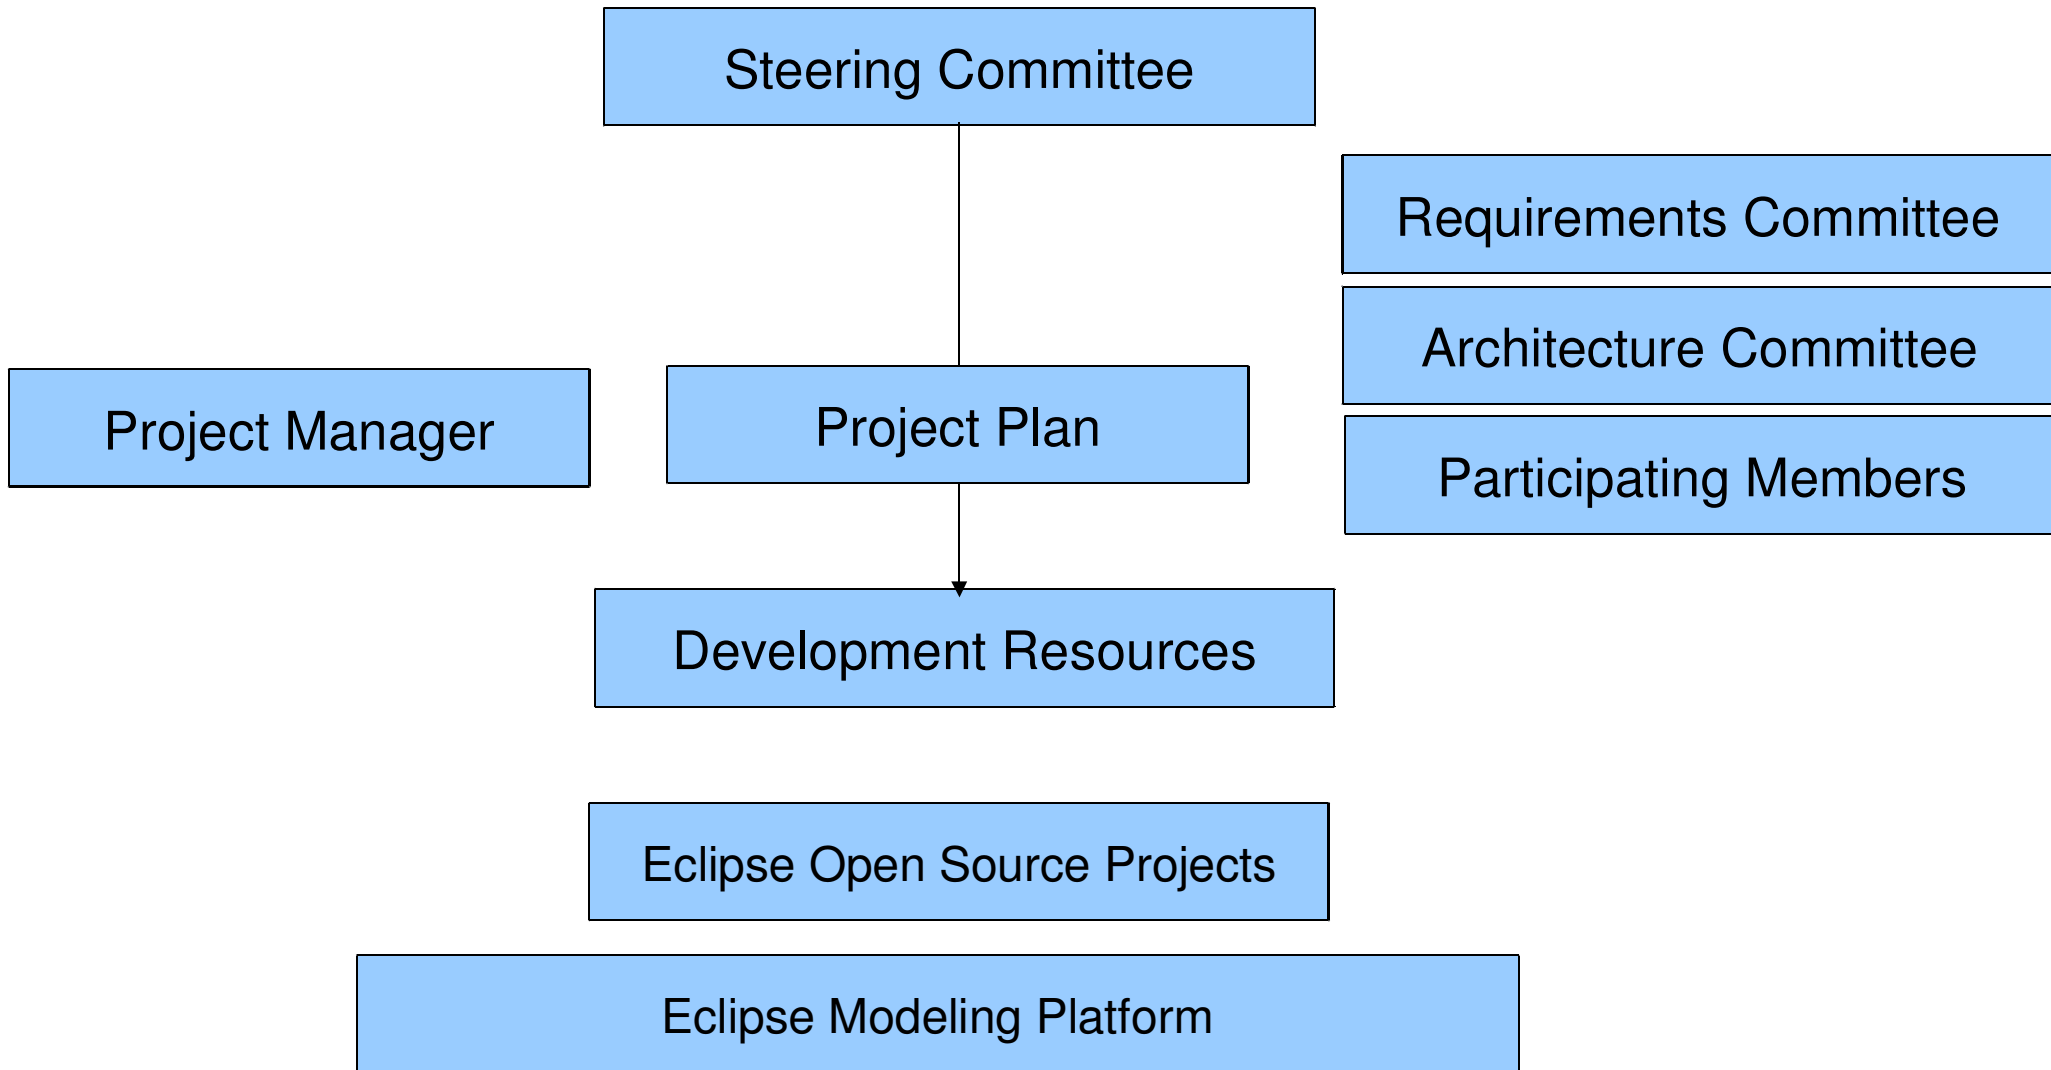 Steering Committee
Requirements Committee
Architecture Committee
Project Manager
Project Plan
Participating Members
Development Resources
Eclipse Open Source Projects
Eclipse Modeling Platform